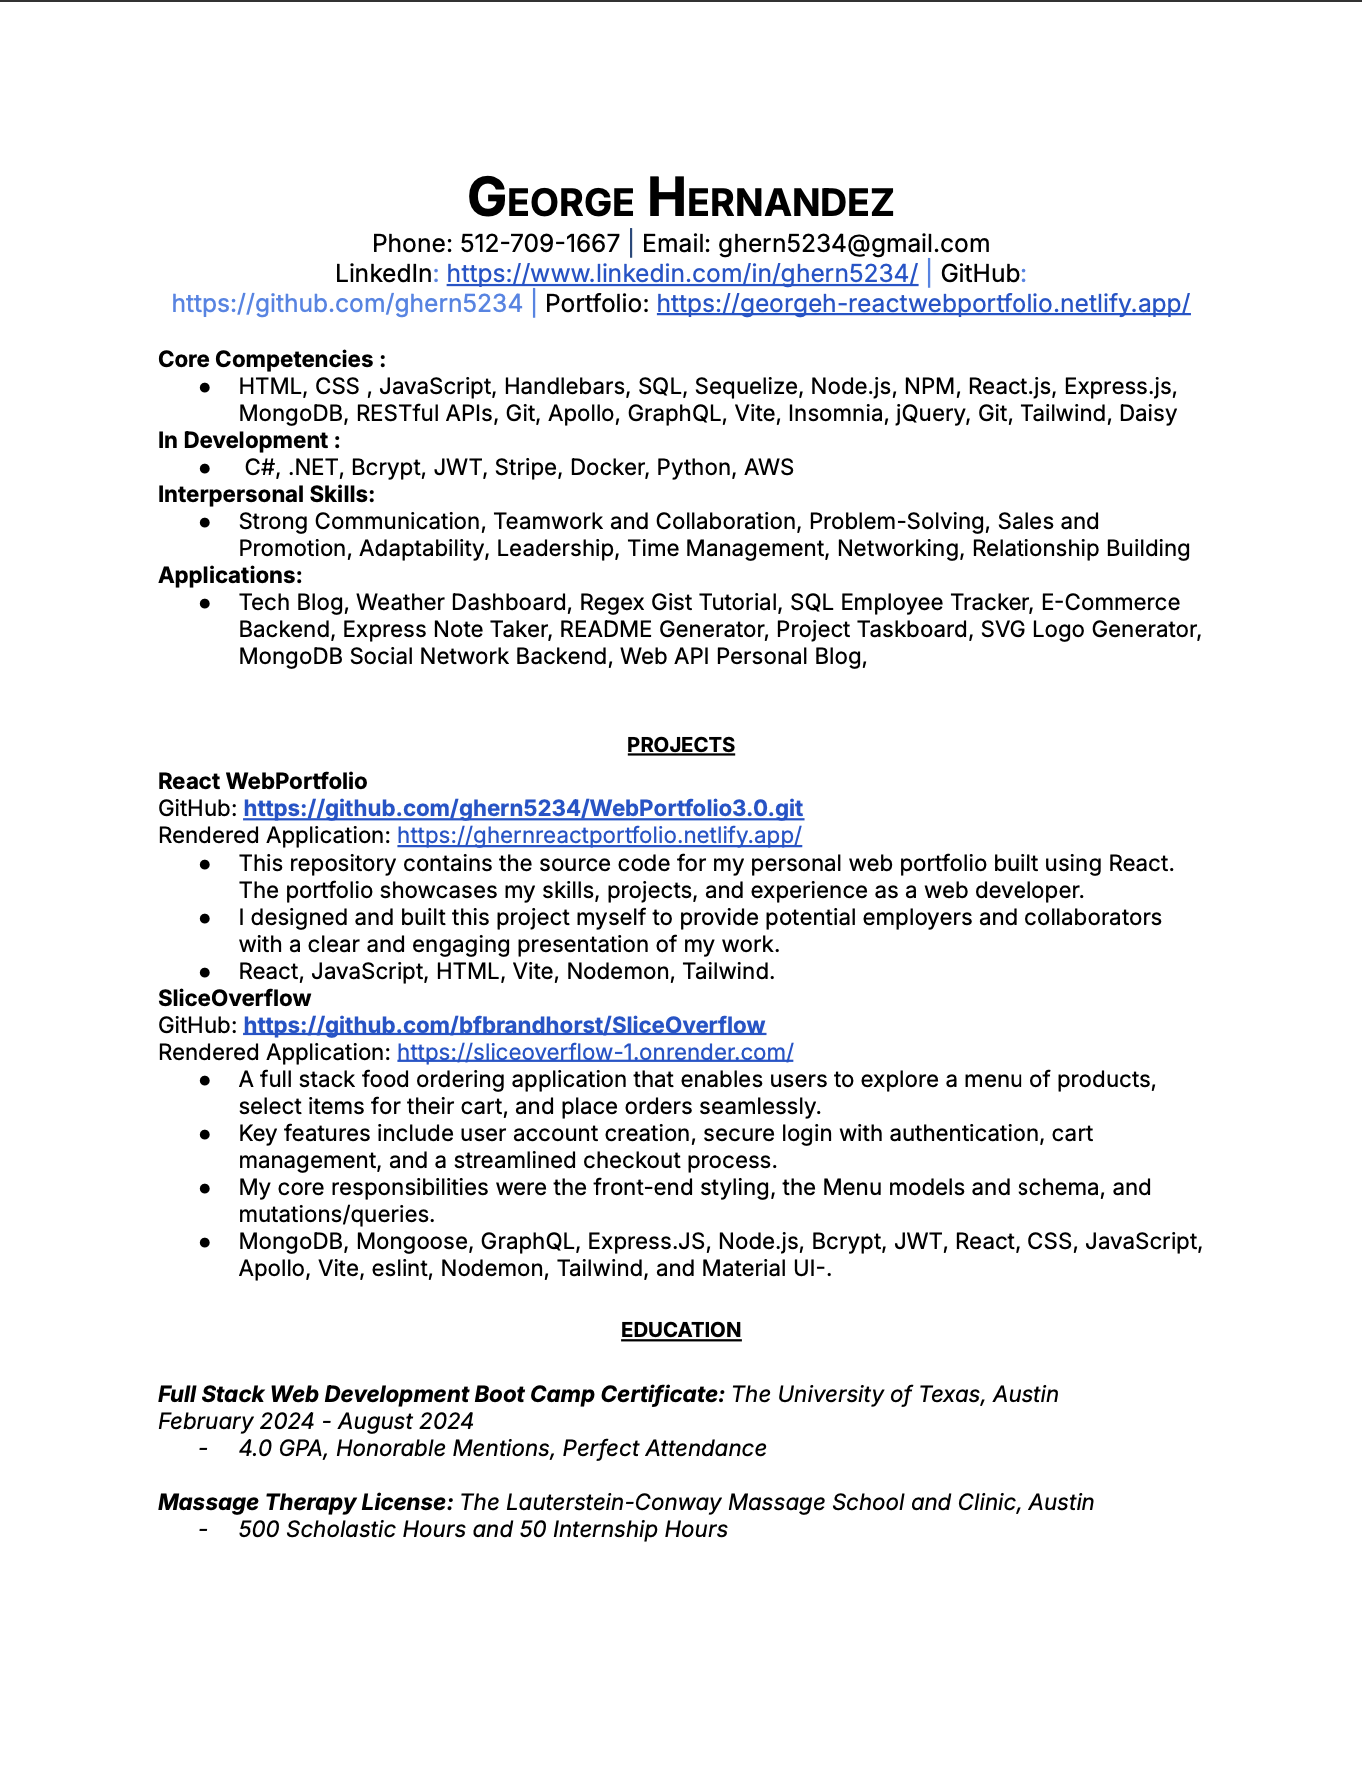 George Hernandez
Phone: 512-709-1667 | Email: ghern5234@gmail.com
LinkedIn: https://www.linkedin.com/in/ghern5234/ | GitHub:
https://github.com/ghern5234 | Portfolio: https://georgeh-reactwebportfolio.netlify.app/
Core Competencies :
● HTML, CSS , JavaScript, Handlebars, SQL, Sequelize, Node.js, NPM, React.js, Express.js,
MongoDB, RESTful APIs, Git, Apollo, GraphQL, Vite, Insomnia, jQuery, Git, Tailwind, Daisy
In Development :
● C#, .NET, Bcrypt, JWT, Stripe, Docker, Python, AWS
Interpersonal Skills:
● Strong Communication, Teamwork and Collaboration, Problem-Solving, Sales and
Promotion, Adaptability, Leadership, Time Management, Networking, Relationship Building
Applications:
● Tech Blog, Weather Dashboard, Regex Gist Tutorial, SQL Employee Tracker, E-Commerce
Backend, Express Note Taker, README Generator, Project Taskboard, SVG Logo Generator,
MongoDB Social Network Backend, Web API Personal Blog,
PROJECTS
React WebPortfolio
GitHub: https://github.com/ghern5234/WebPortfolio3.0.git
Rendered Application: https://ghernreactportfolio.netlify.app/
● This repository contains the source code for my personal web portfolio built using React.
The portfolio showcases my skills, projects, and experience as a web developer.
● I designed and built this project myself to provide potential employers and collaborators
with a clear and engaging presentation of my work.
● React, JavaScript, HTML, Vite, Nodemon, Tailwind.
SliceOverflow
GitHub: https://github.com/bfbrandhorst/SliceOverflow
Rendered Application: https://sliceoverflow-1.onrender.com/
● A full stack food ordering application that enables users to explore a menu of products,
select items for their cart, and place orders seamlessly.
● Key features include user account creation, secure login with authentication, cart
management, and a streamlined checkout process.
● My core responsibilities were the front-end styling, the Menu models and schema, and
mutations/queries.
● MongoDB, Mongoose, GraphQL, Express.JS, Node.js, Bcrypt, JWT, React, CSS, JavaScript,
Apollo, Vite, eslint, Nodemon, Tailwind, and Material UI-.
EDUCATION
Full Stack Web Development Boot Camp Certificate: The University of Texas, Austin
February 2024 - August 2024
- 4.0 GPA, Honorable Mentions, Perfect Attendance
Massage Therapy License: The Lauterstein-Conway Massage School and Clinic, Austin
- 500 Scholastic Hours and 50 Internship Hours